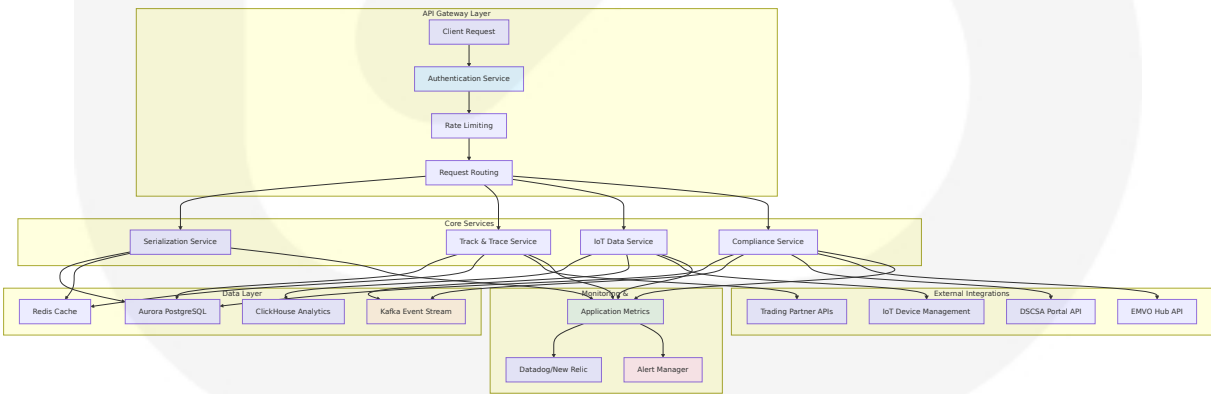 API Gateway Layer
Client Request
Authentication Service
Rate Limiting
Request Routing
Core Services
Serialization Service
Track & Trace Service
IoT Data Service
Compliance Service
Data Layer
Redis Cache
Aurora PostgreSQL
ClickHouse Analytics
Kafka Event Stream
Monitoring &
Application Metrics
Datadog/New Relic
Alert Manager
External Integrations
Trading Partner APIs
IoT Device Management
DSCSA Portal API
EMVO Hub API